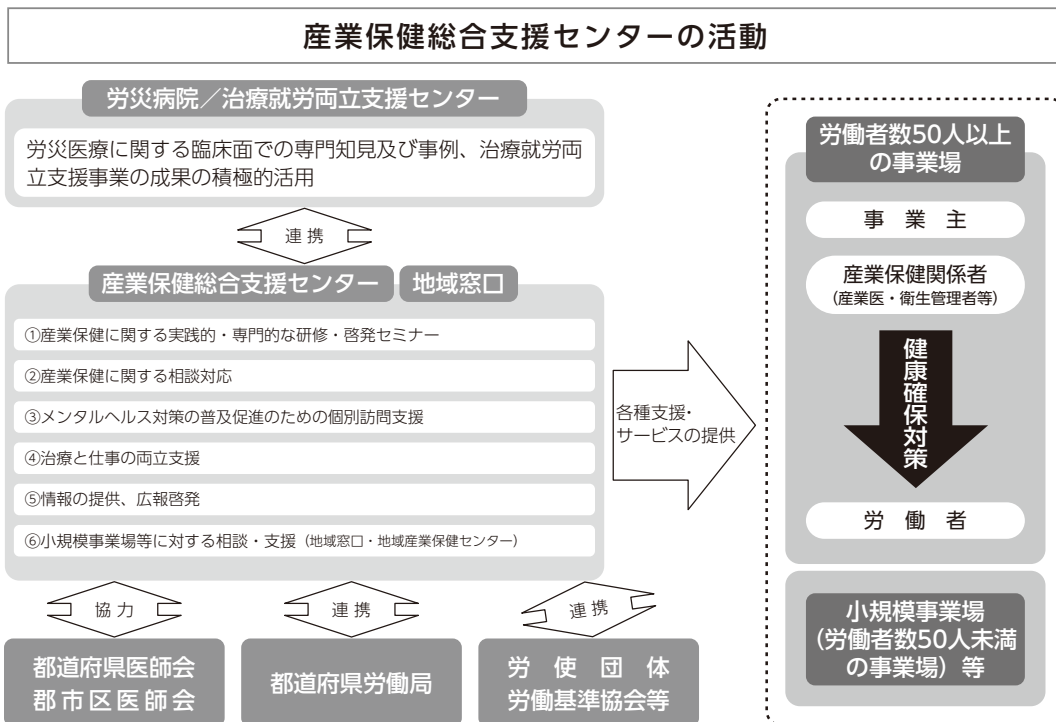 産業保健総合支援センターの活動
労災病院／治療就労両立支援センター
労災医療に関する臨床面での専門知見及び事例、治療就労両
立支援事業の成果の積極的活用
連携
産業保健総合支援センター
地域窓口
①産業保健に関する実践的・専門的な研修・啓発セミナー
②産業保健に関する相談対応
③メンタルヘルス対策の普及促進のための個別訪問支援
④治療と仕事の両立支援
⑤情報の提供、広報啓発
⑥小規模事業場等に対する相談・支援（地域窓口・地域産業保健センター）
協力
連携
連携
都道府県医師会
郡市区医師会
都道府県労働局
労使団体
労働基準協会等
各種支援・
サービスの提供
労働者数50人以上
の事業場
事業主
産業保健関係者
（産業医・衛生管理者等）
健康確保対策
労働者
小規模事業場
（労働者数50人未満
の事業場）等